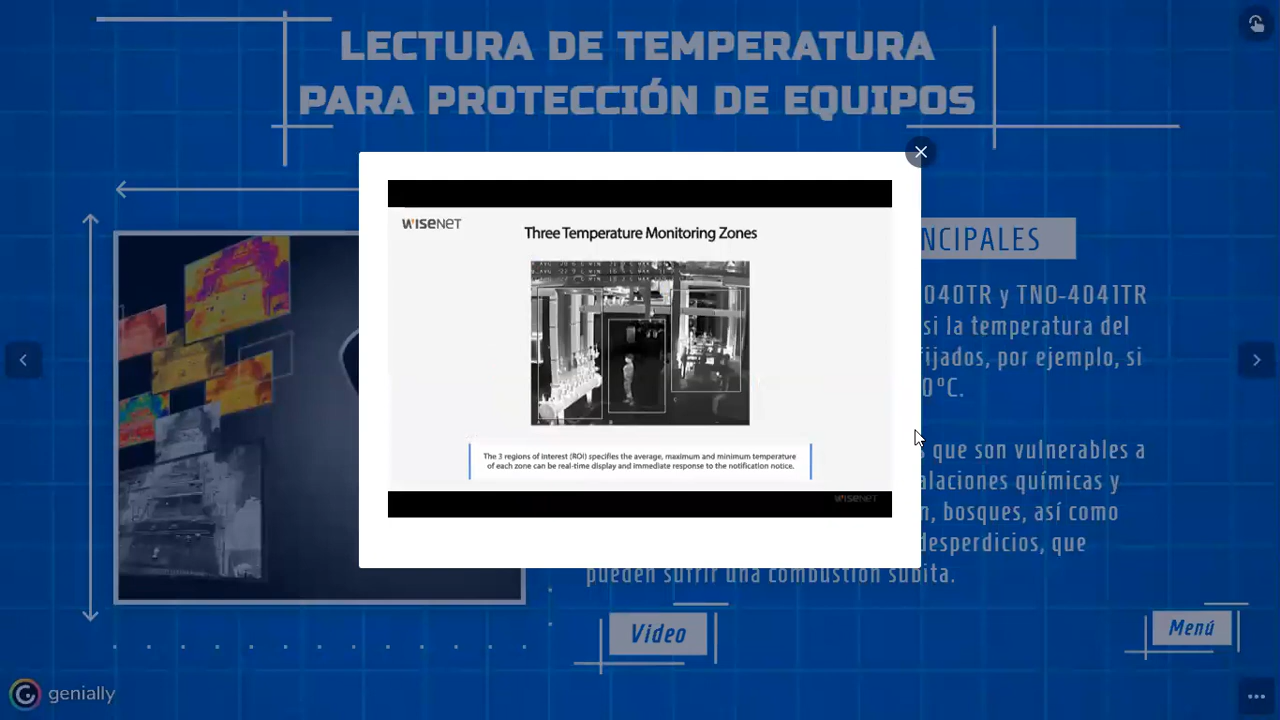 LECTURA DE TEMPERATURA
PARA PROTECCIÓN DE EQUIPOS
WISENET
Three Temperature Monitoring Zones
The 3 regions of interest (ROI) specifies the average, maximum and minimum temperature
of each zone can be real-time display and immediate response to the notification notice.
WISENET
NCIPALES
040TR y TNO-4041TR
si la temperatura del
fijados, por ejemplo, si
0°C.
que son vulnerables a
alaciones químicas y
n, bosques, así como
desperdicios, que
pueden sufrir una combustión súbita.
Video
Menú
genially